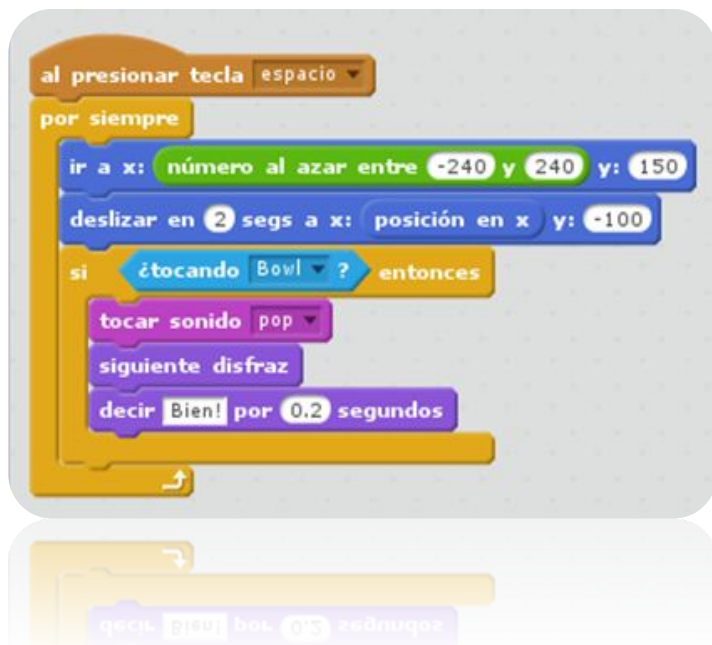 al presionar tecla espacio
por siempre
ir a x: número al azar entre -240 y 240 y: 150
deslizar en 2 segs a x: posición en x y: -100
si ¿tocando Bowl ? entonces
tocar sonido pop
siguiente disfraz
decir Bien! por 0.2 segundos